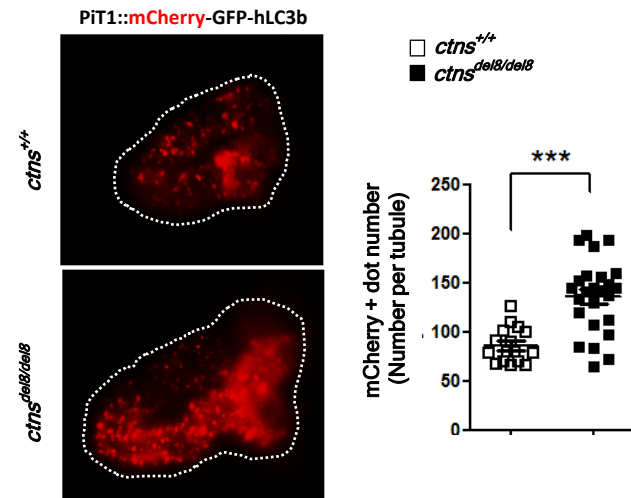 PiT1::mCherry-GFP-hLC3b
ctns+/+
ctnsdel8/del8
ctns+/+
ctnsdel8/del8
***
mCherry + dot number
(Number per tubule)
250
200
150
100
50
0